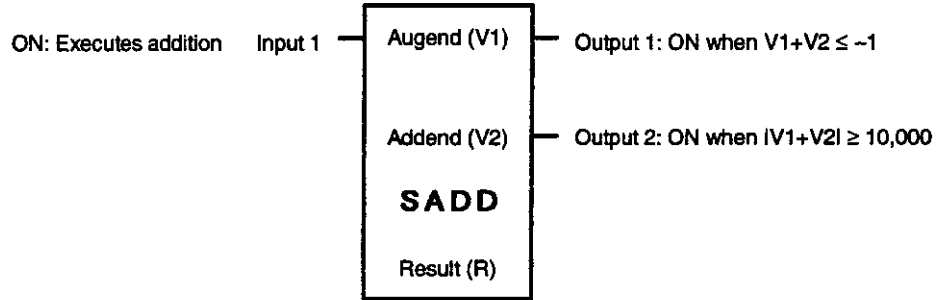 ON: Executes addition Input 1 Augend (V1) Output 1: ON when V1+V2 ≤ –1
Addend (V2) Output 2: ON when |V1+V2| ≥ 10,000
SADD
Result (R)